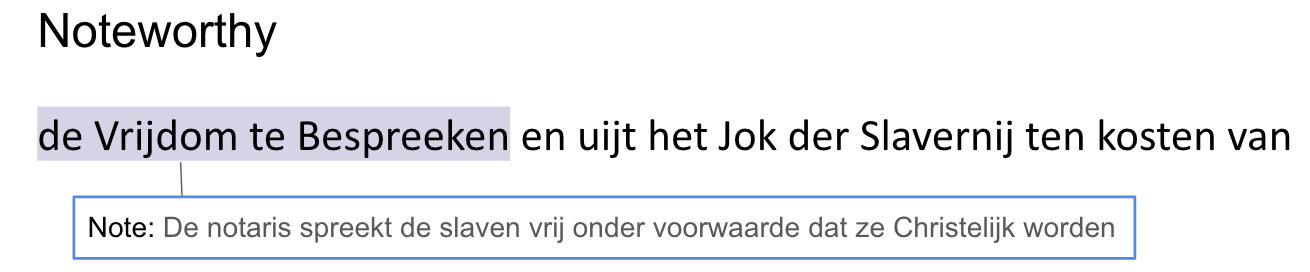 Noteworthy
de Vrijdom te Bespreeken en uijt het Jok der Slavernij ten kosten van
Note: De notaris spreekt de slaven vrij onder voorwaarde dat ze Christelijk worden